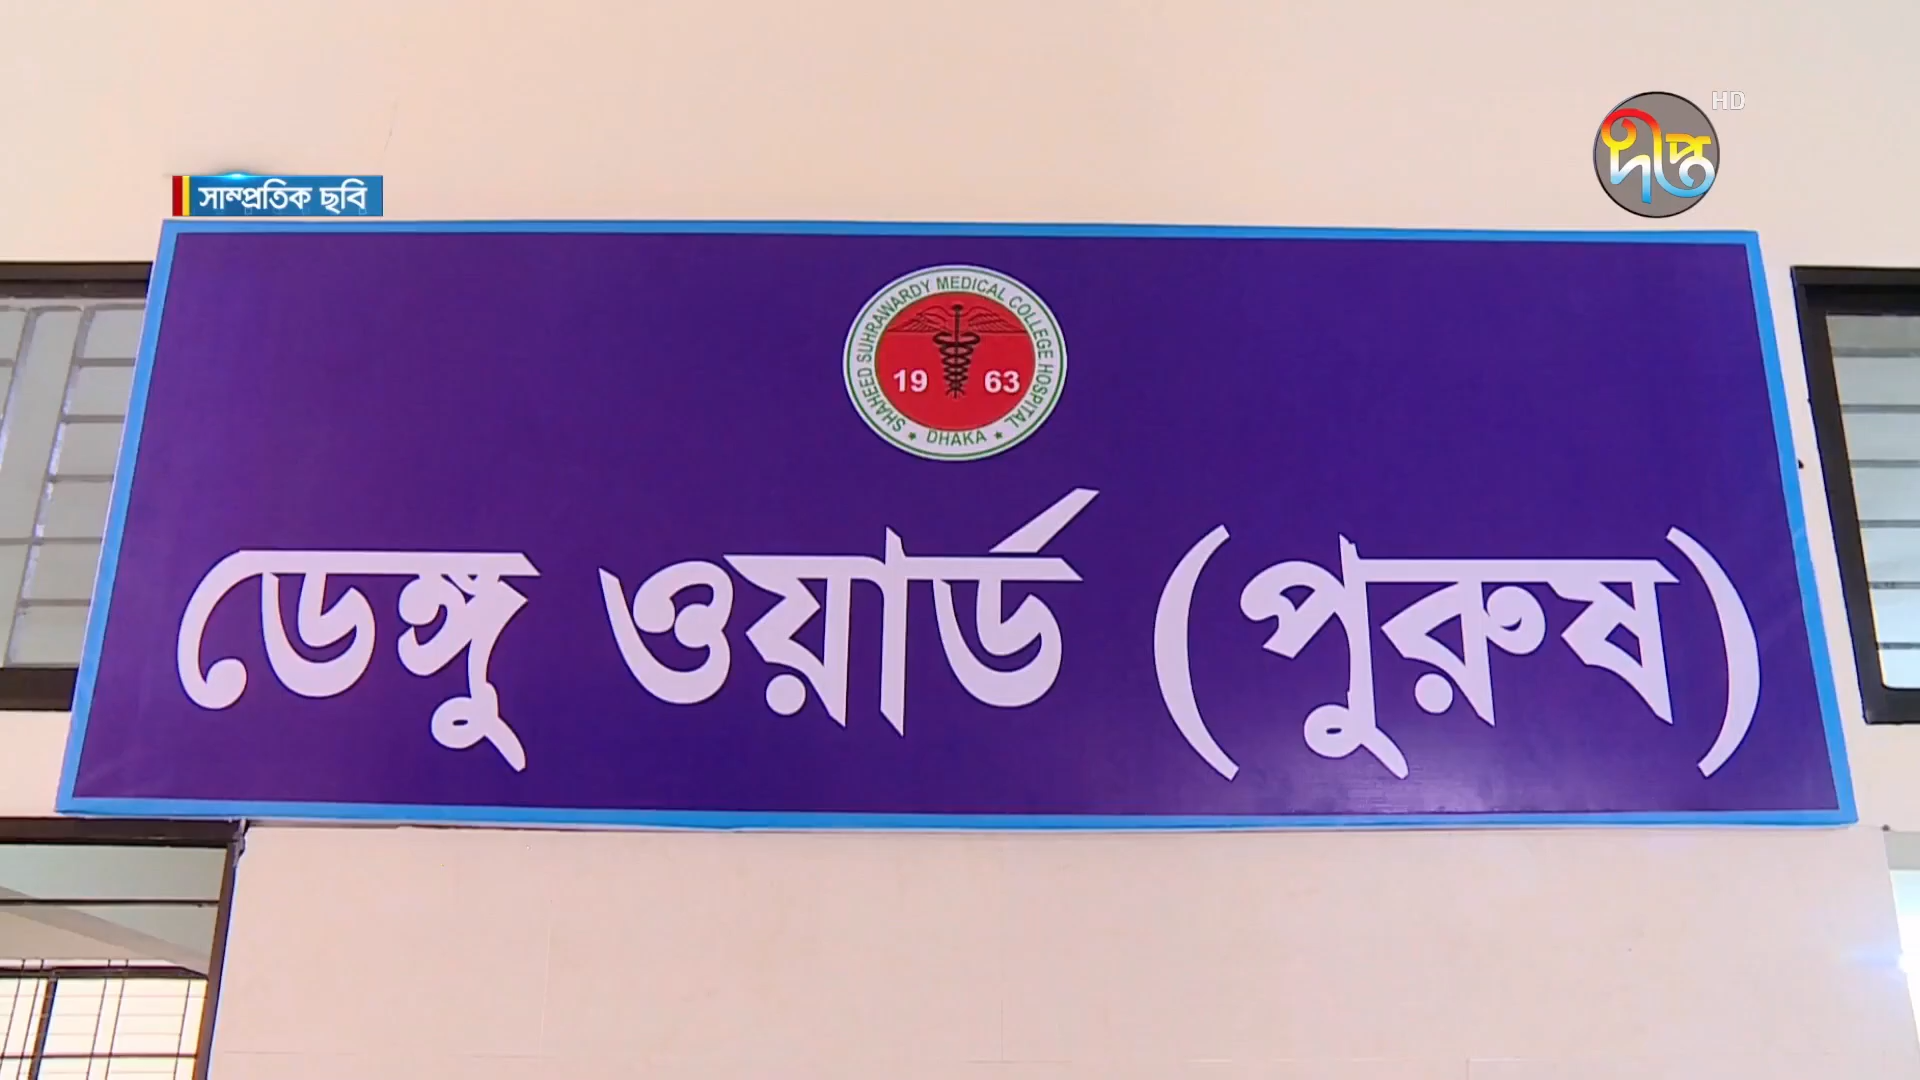 HD
দীপ্ত
সাম্প্রতিক ছবি
SHAHEED SUHRAWARDY MEDICAL COLLEGE HOSPITAL
19 63
★ DHAKA ★
ডেঙ্গু ওয়ার্ড (পুরুষ)